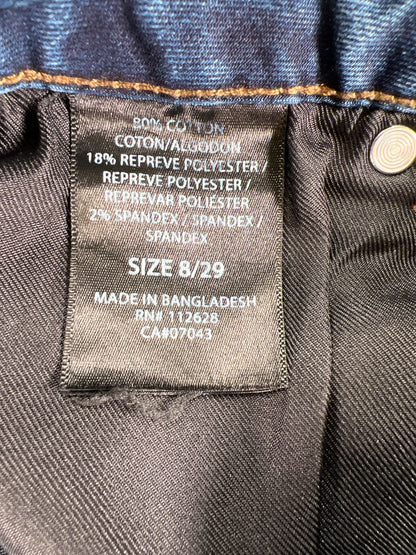 80% COTTON
COTON/ALGODON
18% REPREVE POLYESTER /
REPREVE POLYESTER /
REPREVAR POLIÉSTER
2% SPANDEX / SPANDEX /
SPANDEX
SIZE 8/29
MADE IN BANGLADESH
RN# 112628
CA#07043